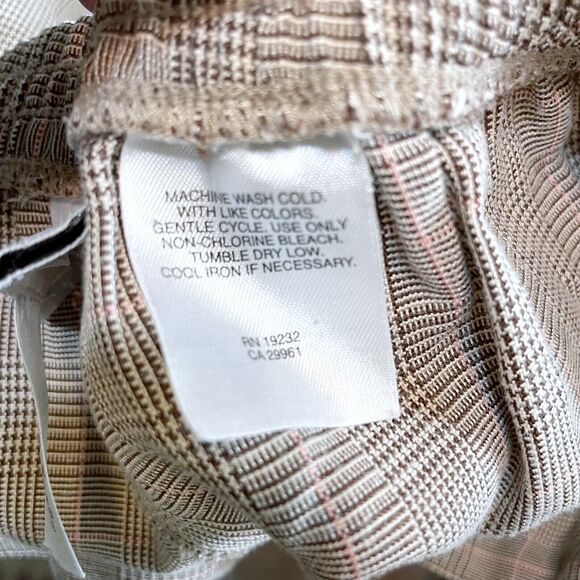 MACHINE WASH COLD.
WITH LIKE COLORS.
GENTLE CYCLE. USE ONLY
NON-CHLORINE BLEACH.
TUMBLE DRY LOW.
COOL IRON IF NECESSARY.
RN 19232
CA 29961